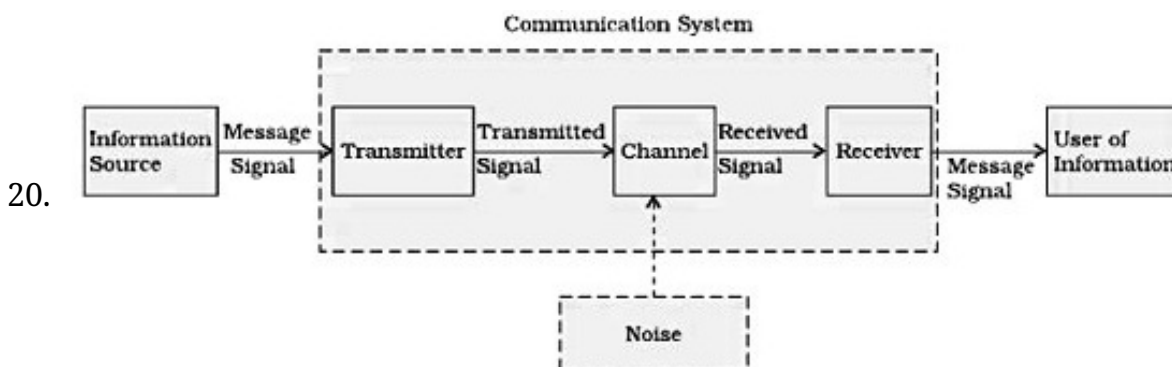 Communication System
Information
Source
Message
Signal
Transmitter
Transmitted
Signal
Channel
Received
Signal
Receiver
Message
Signal
User of
Information
20.
Noise